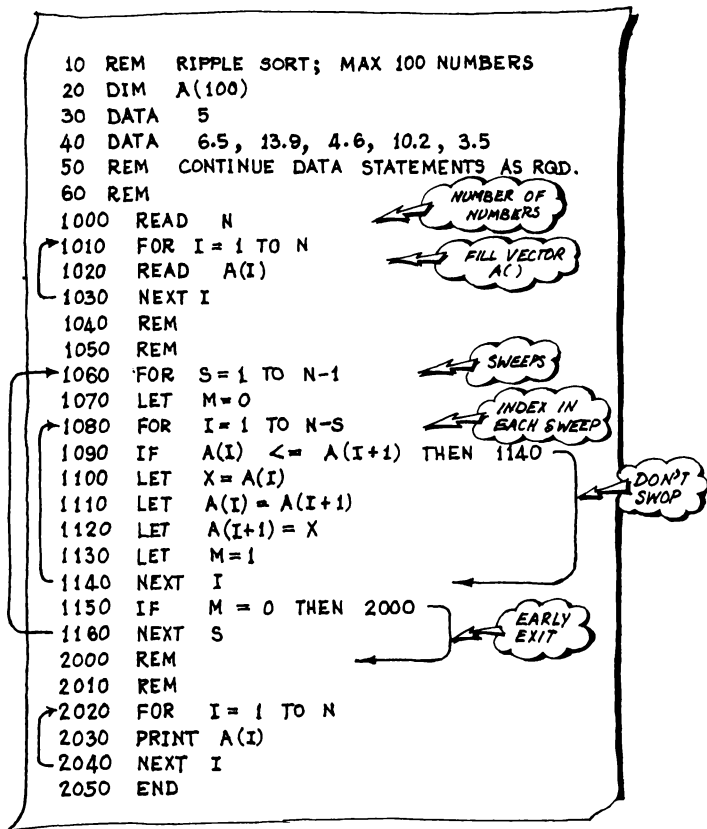 10 REM RIPPLE SORT; MAX 100 NUMBERS
20 DIM A(100)
30 DATA 5
40 DATA 6.5, 13.9, 4.6, 10.2, 3.5
50 REM CONTINUE DATA STATEMENTS AS RQD.
60 REM
NUMBER OF
NUMBERS
1000 READ N
1010 FOR I = 1 TO N
FILL VECTOR
A()
1020 READ A(I)
1030 NEXT I
1040 REM
1050 REM
1060 FOR S = 1 TO N-1
SWEEPS
1070 LET M = 0
1080 FOR I = 1 TO N-S
INDEX IN
EACH SWEEP
1090 IF A(I) <= A(I+1) THEN 1140
1100 LET X = A(I)
1110 LET A(I) = A(I+1)
DON'T
SWOP
1120 LET A(I+1) = X
1130 LET M = 1
1140 NEXT I
1150 IF M = 0 THEN 2000
1160 NEXT S
EARLY
EXIT
2000 REM
2010 REM
2020 FOR I = 1 TO N
2030 PRINT A(I)
2040 NEXT I
2050 END